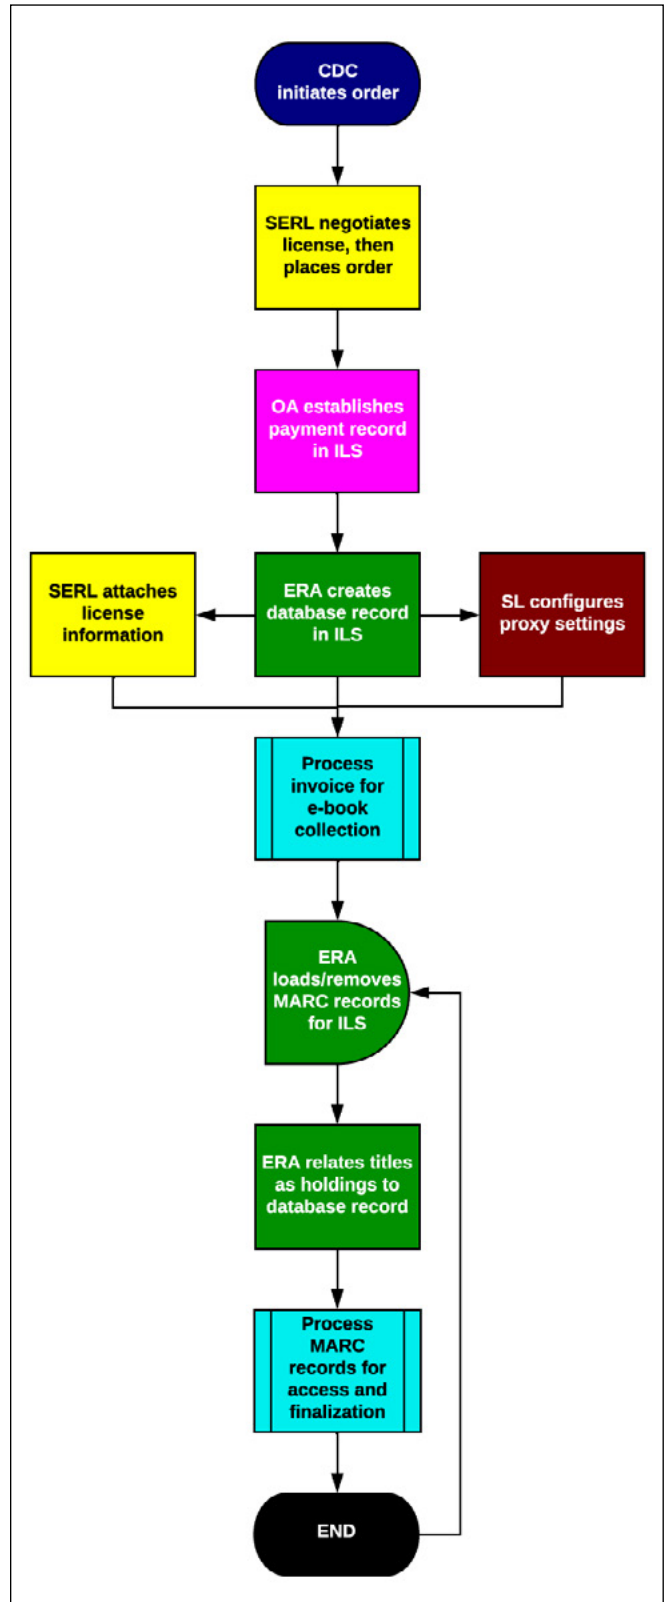 CDC
initiates order
SERL negotiates
license, then
places order
OA establishes
payment record
in ILS
SERL attaches
license
information
ERA creates
database record
in ILS
SL configures
proxy settings
Process
invoice for
e-book
collection
ERA
loads/removes
MARC records
for ILS
ERA relates titles
as holdings to
database record
Process
MARC
records for
access and
finalization
END